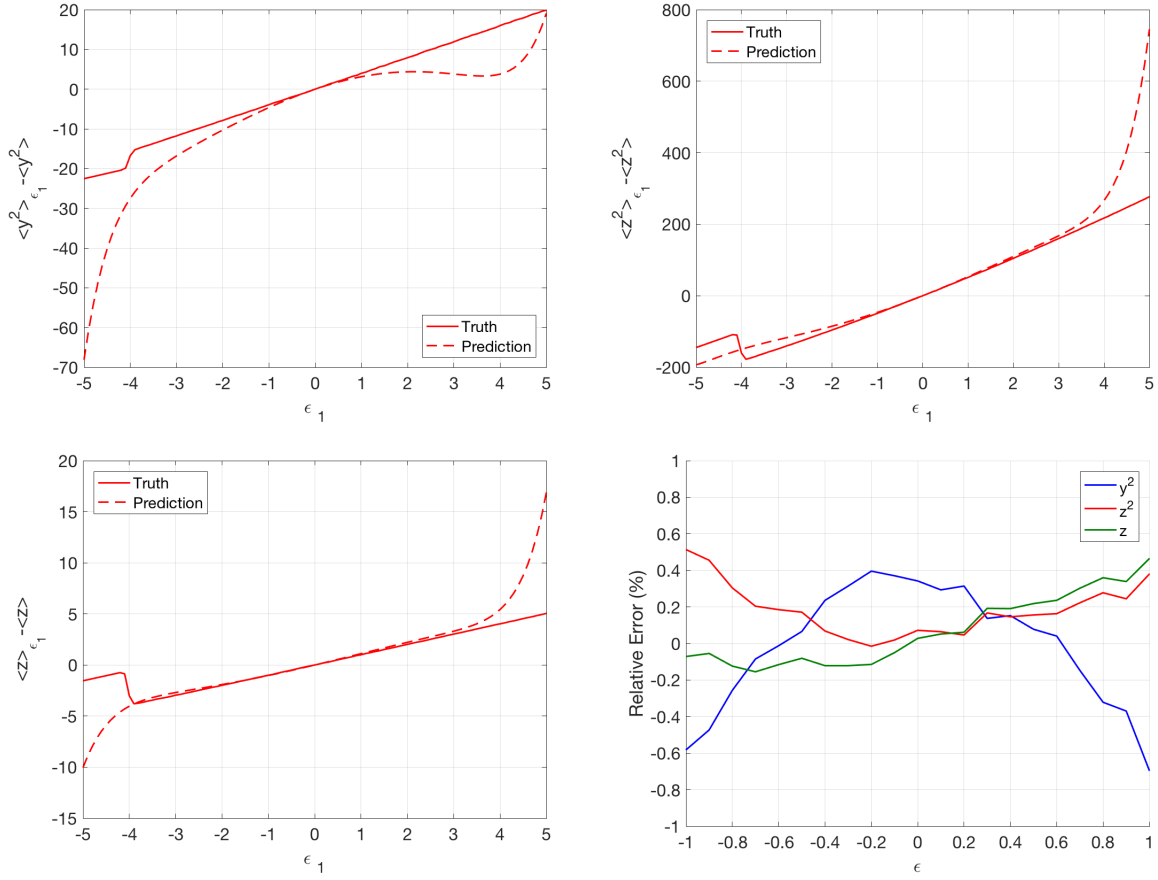 20
10
0
-10
-20
-30
-40
-50
-60
-70
-5 -4 -3 -2 -1 0 1 2 3 4 5
<y²>ϵ₁ -<y²>
ϵ ₁
Truth
Prediction
800
600
400
200
0
-200
-5 -4 -3 -2 -1 0 1 2 3 4 5
<z²>ϵ₁ -<z²>
ϵ ₁
Truth
Prediction
20
15
10
5
0
-5
-10
-15
-5 -4 -3 -2 -1 0 1 2 3 4 5
<z>ϵ₁ -<z>
ϵ ₁
Truth
Prediction
1
0.8
0.6
0.4
0.2
0
-0.2
-0.4
-0.6
-0.8
-1
-1 -0.8 -0.6 -0.4 -0.2 0 0.2 0.4 0.6 0.8 1
Relative Error (%)
ϵ
y²
z²
z